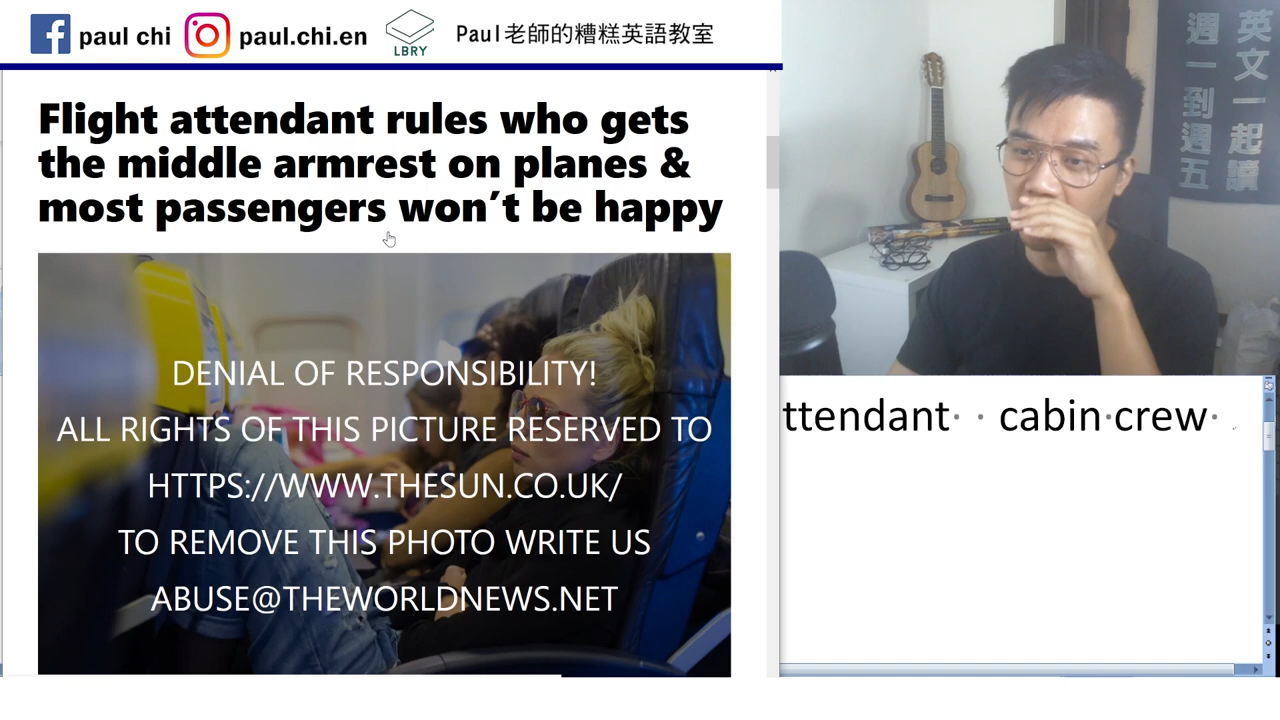 paul chi
paul.chi.en
LBRY
Paul老師的糟糕英語教室
Flight attendant rules who gets
the middle armrest on planes &
most passengers won't be happy
DENIAL OF RESPONSIBILITY!
ALL RIGHTS OF THIS PICTURE RESERVED TO
HTTPS://WWW.THESUN.CO.UK/
TO REMOVE THIS PHOTO WRITE US
ABUSE@THEWORLDNEWS.NET
英文一起讀
週一到週五
ttendant· · cabin·crew·